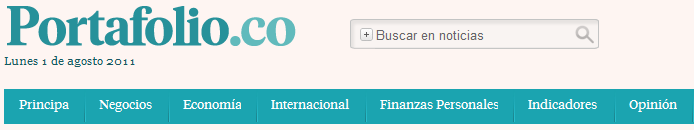 Portafolio.co
Buscar en noticias
Lunes 1 de agosto 2011
Principa Negocios Economía Internacional Finanzas Personales Indicadores Opinión